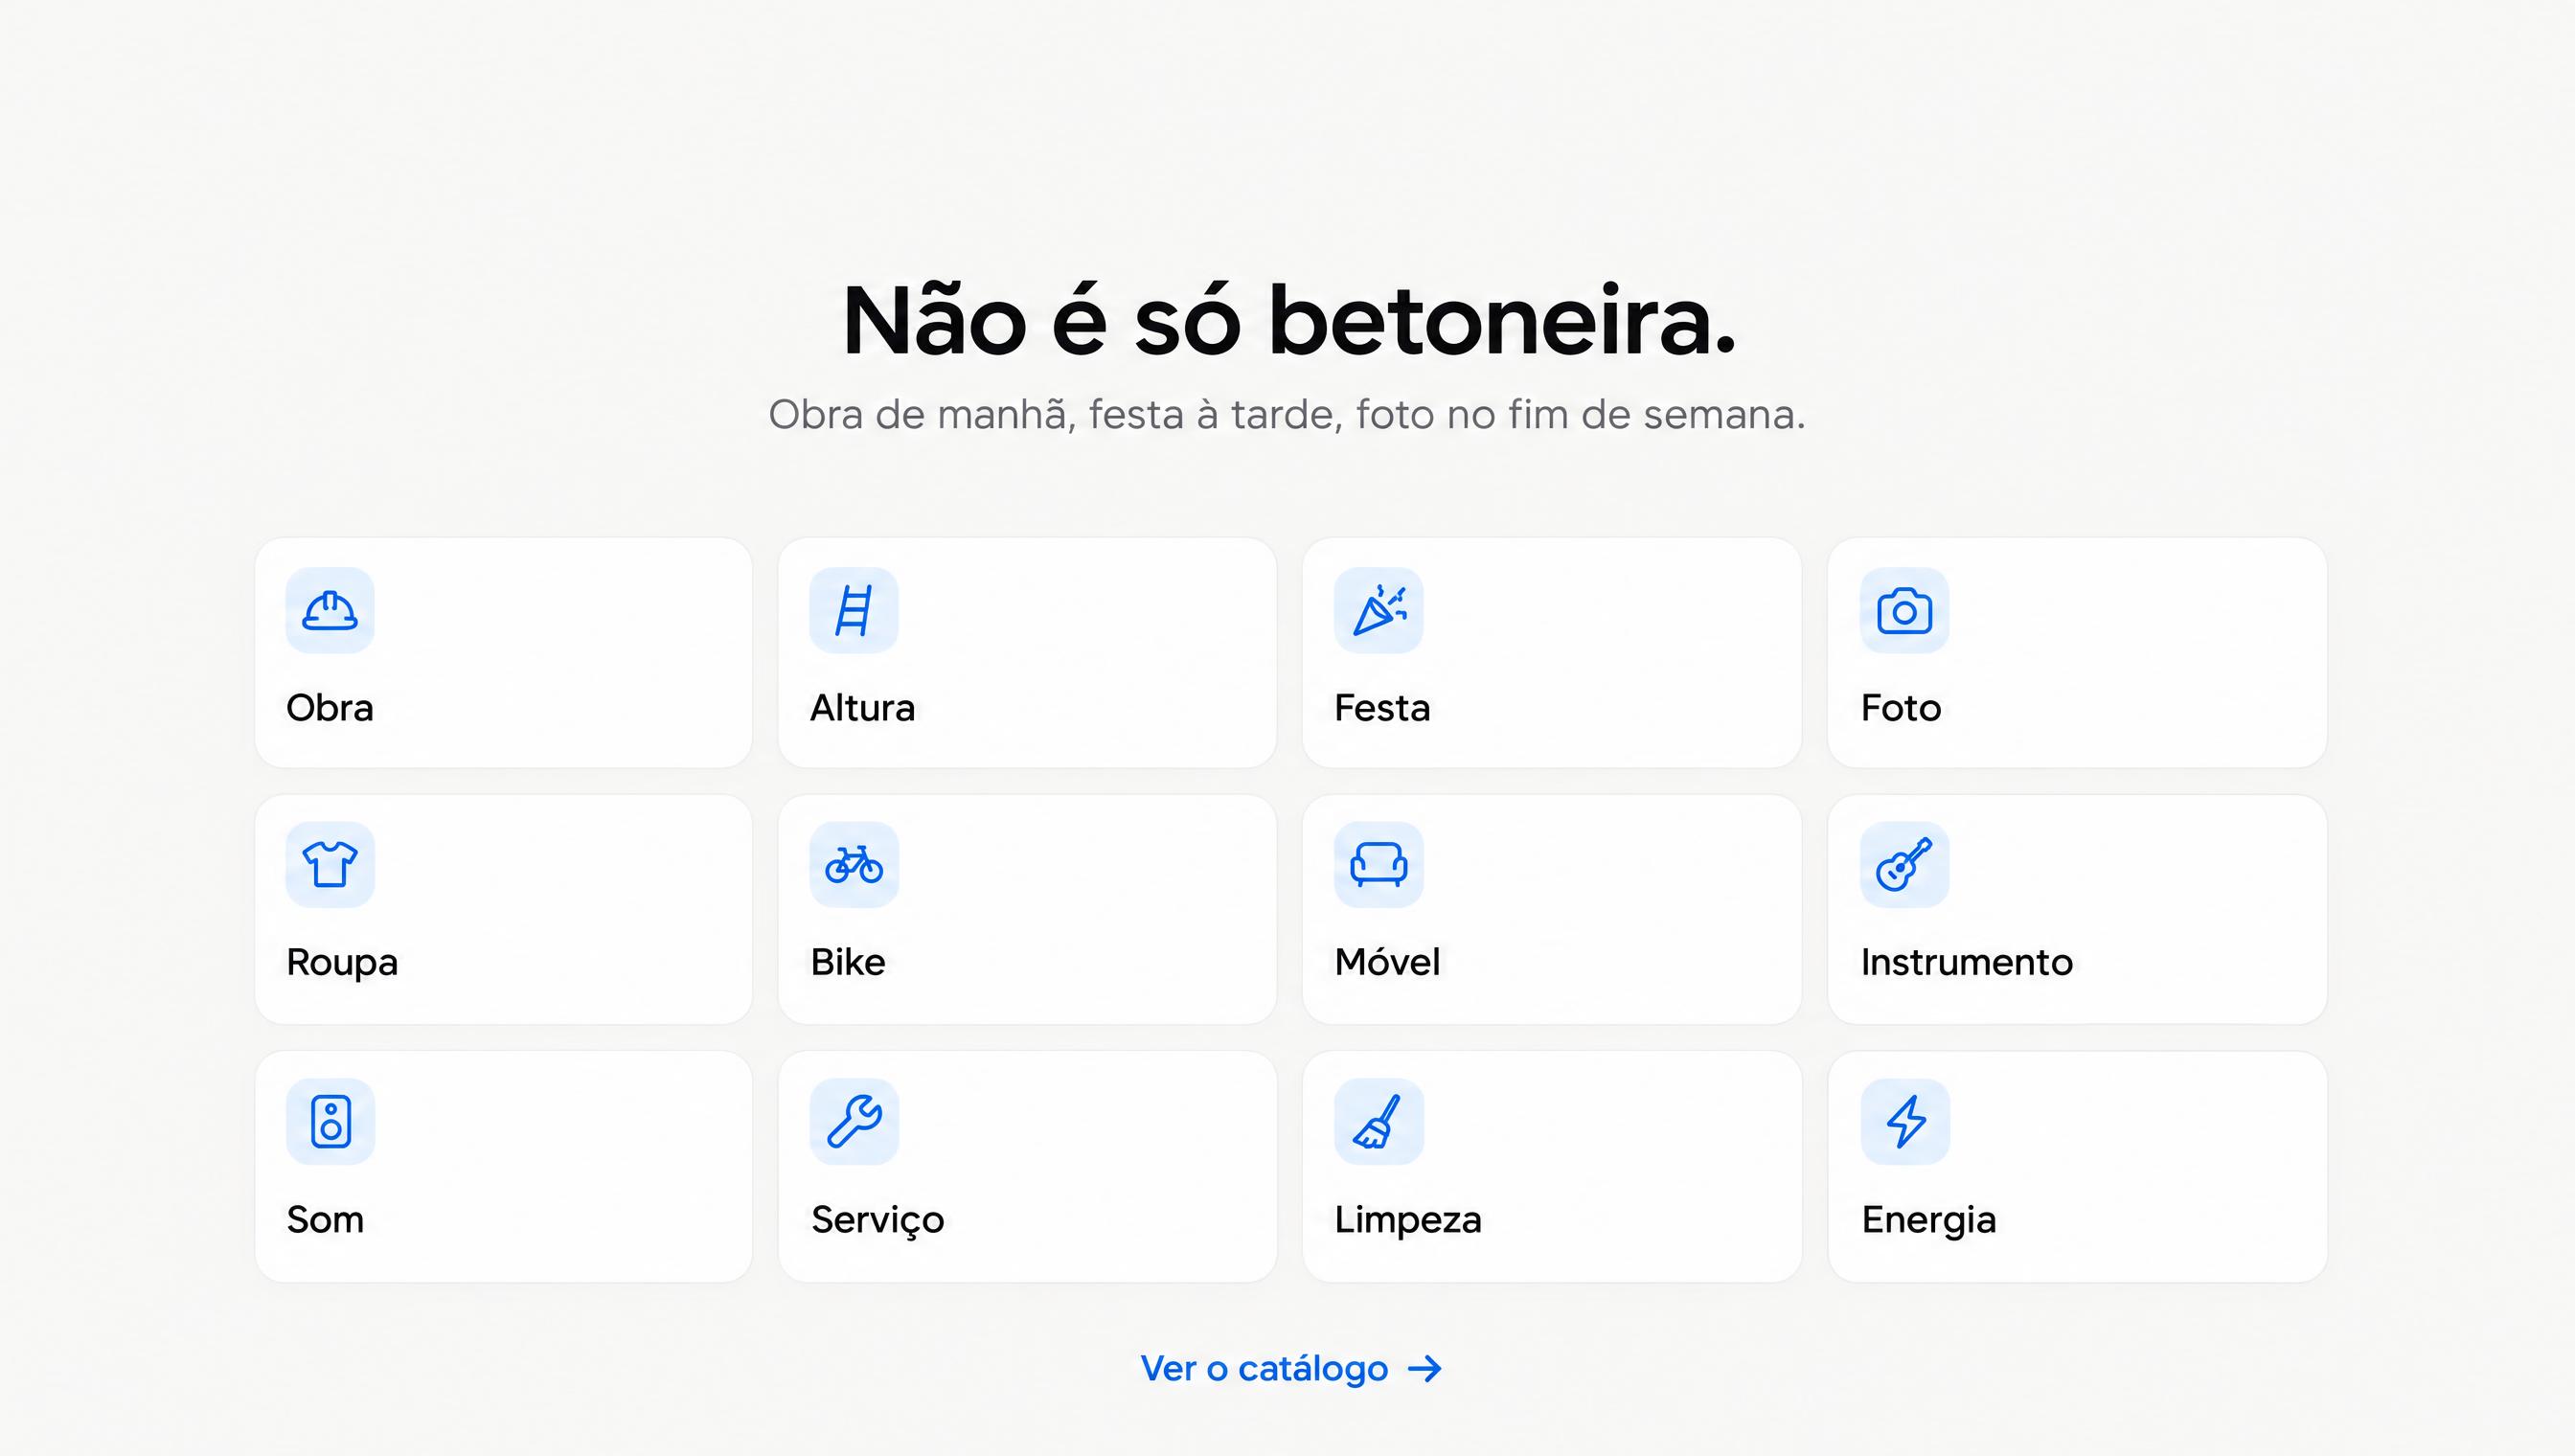 Não é só betoneira.
Obra de manhã, festa à tarde, foto no fim de semana.
Obra
Altura
Festa
Foto
Roupa
Bike
Móvel
Instrumento
Som
Serviço
Limpeza
Energia
Ver o catálogo →